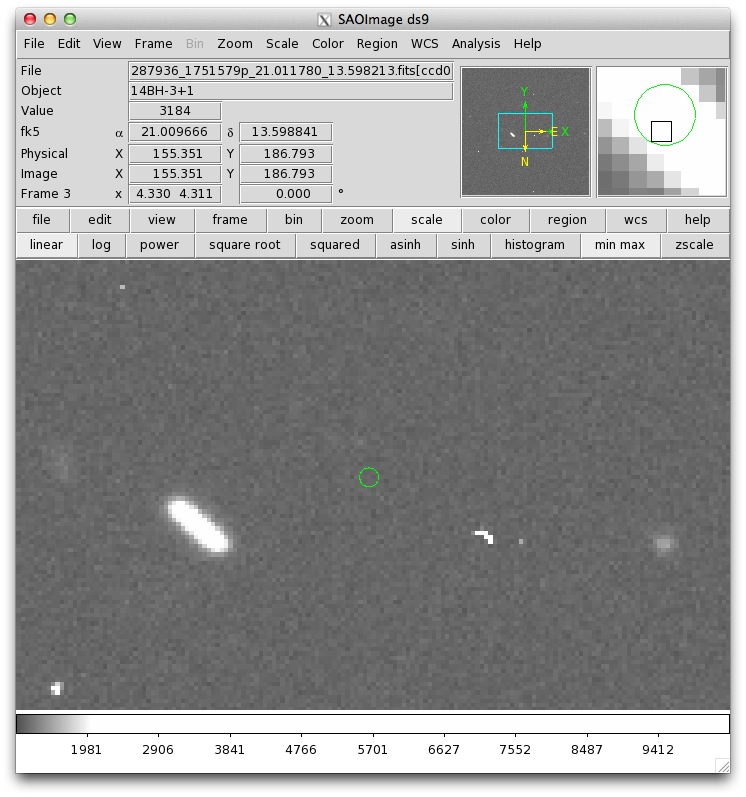 SAOImage ds9
File Edit View Frame Bin Zoom Scale Color Region WCS Analysis Help
File 287936_1751579p_21.011780_13.598213.fits[ccd0
Object 14BH-3+1
Value 3184
fk5 α 21.009666 δ 13.598841
Physical X 155.351 Y 186.793
Image X 155.351 Y 186.793
Frame 3 x 4.330 4.311 0.000 °
Y
E X
N
file edit view frame bin zoom scale color region wcs help
linear log power square root squared asinh sinh histogram min max zscale
1981 2906 3841 4766 5701 6627 7552 8487 9412